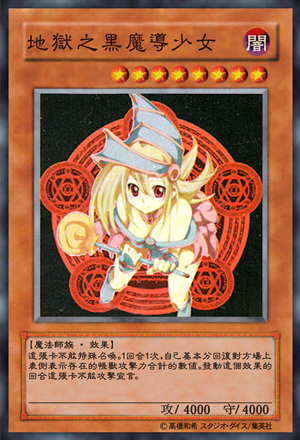 地獄之黑魔導少女
闇
【魔法師族・效果】
這張卡不能特殊召喚。1回合1次,自己基本分回復對方場上
表側表示存在的怪獸攻擊力合計的數值。發動這個效果的
回合這張卡不能攻擊宣言。
攻/4000 守/4000
©高橋和希 スタジオ・ダイス/集英社